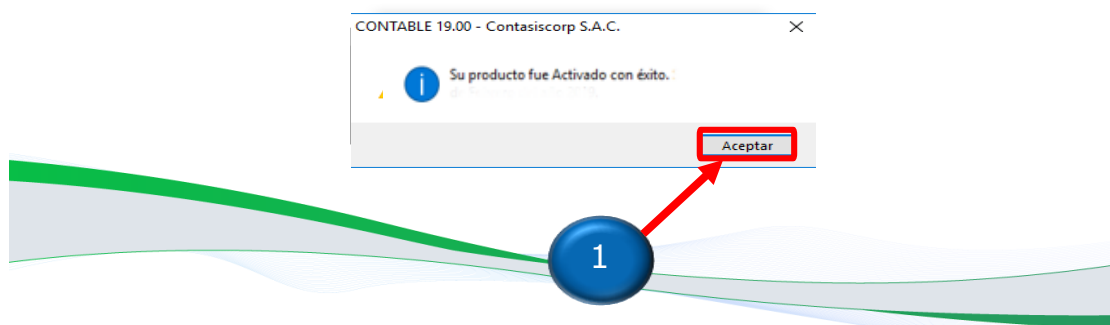 CONTABLE 19.00 - Contasiscorp S.A.C.
Su producto fue Activado con éxito.
Aceptar
1